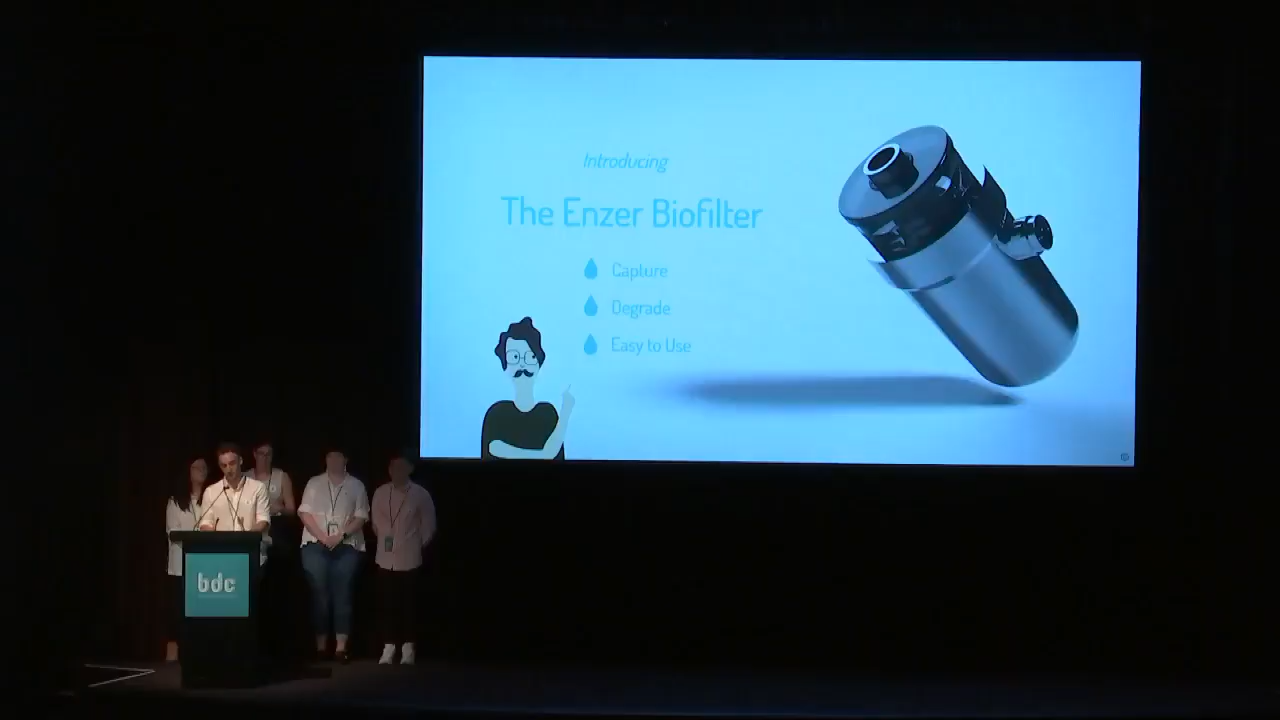 Introducing
The Enzer Biofilter
Capture
Degrade
Easy to Use
bdc